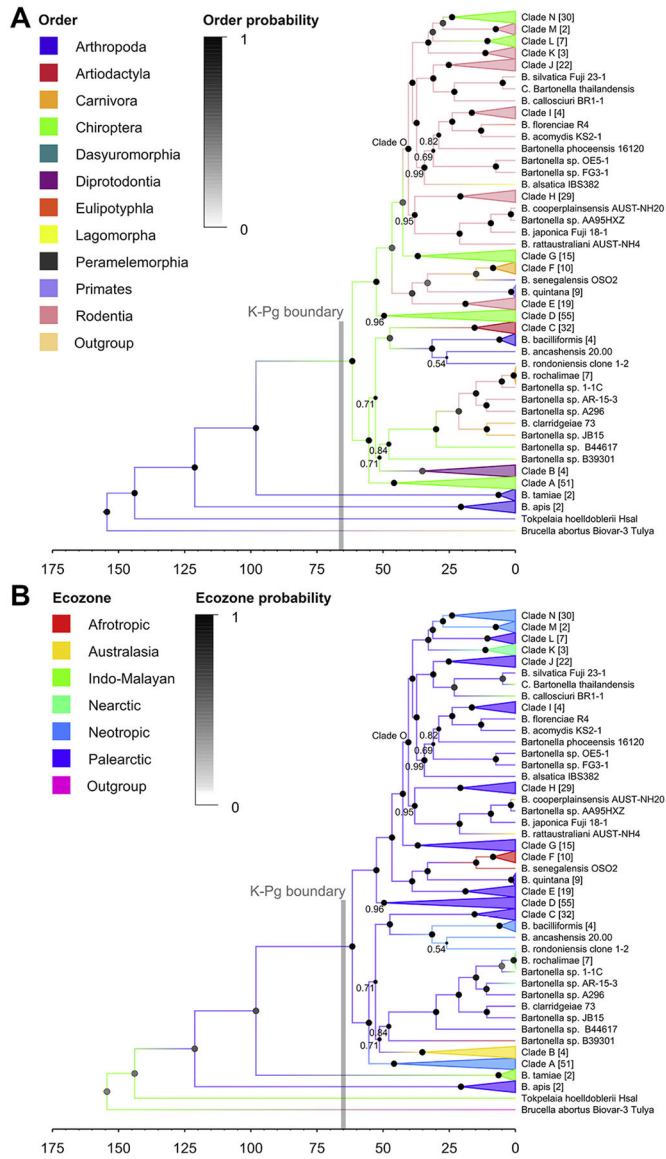 A
Order
Arthropoda
Artiodactyla
Carnivora
Chiroptera
Dasyuromorphia
Diprotodontia
Eulipotyphla
Lagomorpha
Peramelemorpha
Primates
Rodentia
Outgroup
Order probability
1
0
K-Pg boundary
Clade O
0.82
0.69
0.99
0.95
0.96
0.54
0.71
0.84
0.71
Clade N [30]
Clade M [2]
Clade L [7]
Clade K [3]
Clade J [22]
B. silvatica Fuji 23-1
C. Bartonella thailandensis
B. callosciuri BR1-1
Clade I [4]
B. florenciae R4
B. acomydis KS2-1
Bartonella phoceensis 16120
Bartonella sp. OE5-1
Bartonella sp. FG3-1
B. alsatica IBS382
Clade H [29]
B. cooperplainsensis AUST-NH20
Bartonella sp. AA95HXZ
B. japonica Fuji 18-1
B. rattaustraliani AUST-NH4
Clade G [15]
Clade F [10]
B. senegalensis OSO2
B. quintana [9]
Clade E [19]
Clade D [55]
Clade C [32]
B. bacilliformis [4]
B. ancashensis 20.00
B. rondoniensis clone 1-2
B. rochalimae [7]
Bartonella sp. 1-1C
Bartonella sp. AR-15-3
Bartonella sp. A296
B. clarridgeiae 73
Bartonella sp. JB15
Bartonella sp. B44617
Bartonella sp. B39301
Clade B [4]
Clade A [51]
B. tamiae [2]
B. apis [2]
Tokpelaia hoelldoblerii Hsal
Brucella abortus Biovar-3 Tulya
175 150 125 100 75 50 25 0
B
Ecozone
Afrotropic
Australasia
Indo-Malayan
Nearctic
Neotropic
Palearctic
Outgroup
Ecozone probability
1
0
K-Pg boundary
Clade O
0.82
0.69
0.99
0.95
0.96
0.54
0.71
0.84
0.71
Clade N [30]
Clade M [2]
Clade L [7]
Clade K [3]
Clade J [22]
B. silvatica Fuji 23-1
C. Bartonella thailandensis
B. callosciuri BR1-1
Clade I [4]
B. florenciae R4
B. acomydis KS2-1
Bartonella phoceensis 16120
Bartonella sp. OE5-1
Bartonella sp. FG3-1
B. alsatica IBS382
Clade H [29]
B. cooperplainsensis AUST-NH20
Bartonella sp. AA95HXZ
B. japonica Fuji 18-1
B. rattaustraliani AUST-NH4
Clade G [15]
Clade F [10]
B. senegalensis OSO2
B. quintana [9]
Clade E [19]
Clade D [55]
Clade C [32]
B. bacilliformis [4]
B. ancashensis 20.00
B. rondoniensis clone 1-2
B. rochalimae [7]
Bartonella sp. 1-1C
Bartonella sp. AR-15-3
Bartonella sp. A296
B. clarridgeiae 73
Bartonella sp. JB15
Bartonella sp. B44617
Bartonella sp. B39301
Clade B [4]
Clade A [51]
B. tamiae [2]
B. apis [2]
Tokpelaia hoelldoblerii Hsal
Brucella abortus Biovar-3 Tulya
175 150 125 100 75 50 25 0